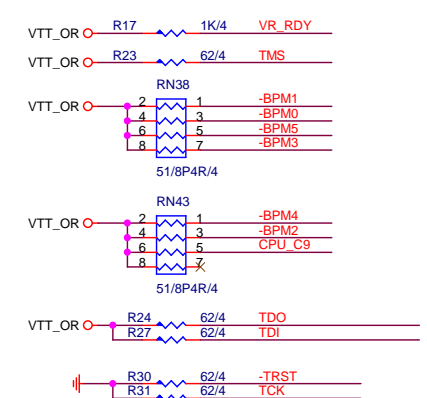 VTT_OR R17 1K/4 VR_RDY
VTT_OR R23 62/4 TMS
RN38
VTT_OR 2 1 -BPM1
4 3 -BPM0
6 5 -BPM5
8 7 -BPM3
51/8P4R/4
RN43
VTT_OR 2 1 -BPM4
4 3 -BPM2
6 5 CPU_C9
8 7
51/8P4R/4
VTT_OR R24 62/4 TDO
R27 62/4 TDI
R30 62/4 -TRST
R31 62/4 TCK